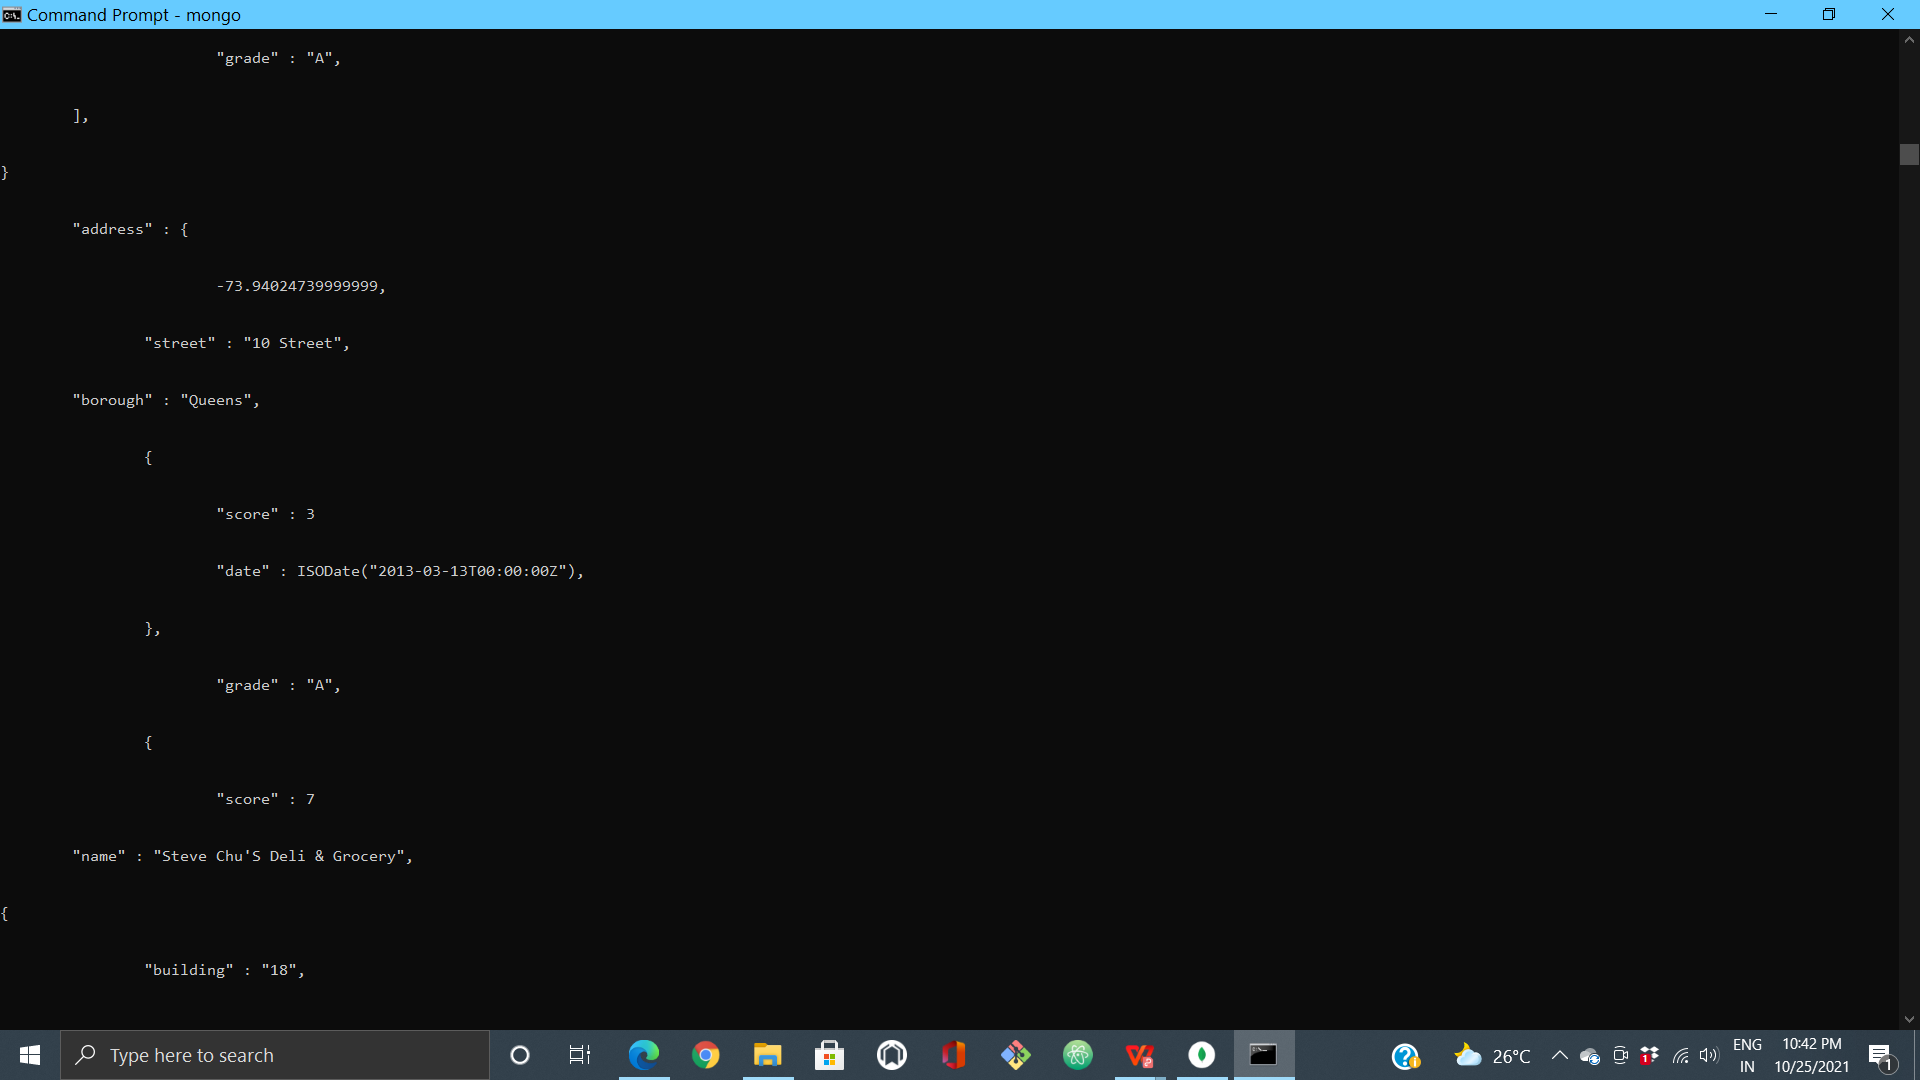 Command Prompt - mongo
"grade" : "A",
],
}
"address" : {
-73.94024739999999,
"street" : "10 Street",
"borough" : "Queens",
{
"score" : 3
"date" : ISODate("2013-03-13T00:00:00Z"),
},
"grade" : "A",
{
"score" : 7
"name" : "Steve Chu'S Deli & Grocery",
{
"building" : "18",
Type here to search
26°C
1
ENG
IN
10:42 PM
10/25/2021
1